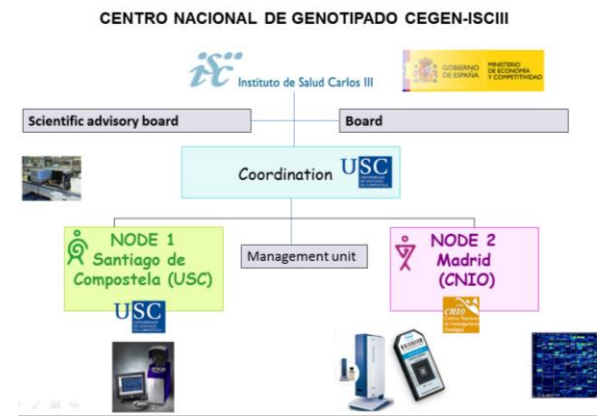 CENTRO NACIONAL DE GENOTIPADO CEGEN-ISCIII
isc
Instituto de Salud Carlos III
GOBIERNO
DE ESPAÑA
MINISTERIO
DE ECONOMÍA
Y COMPETITIVIDAD
Scientific advisory board
Board
Coordination
USC
NODE 1
Santiago de
Compostela (USC)
Management unit
NODE 2
Madrid
(CNIO)
USC
cnio